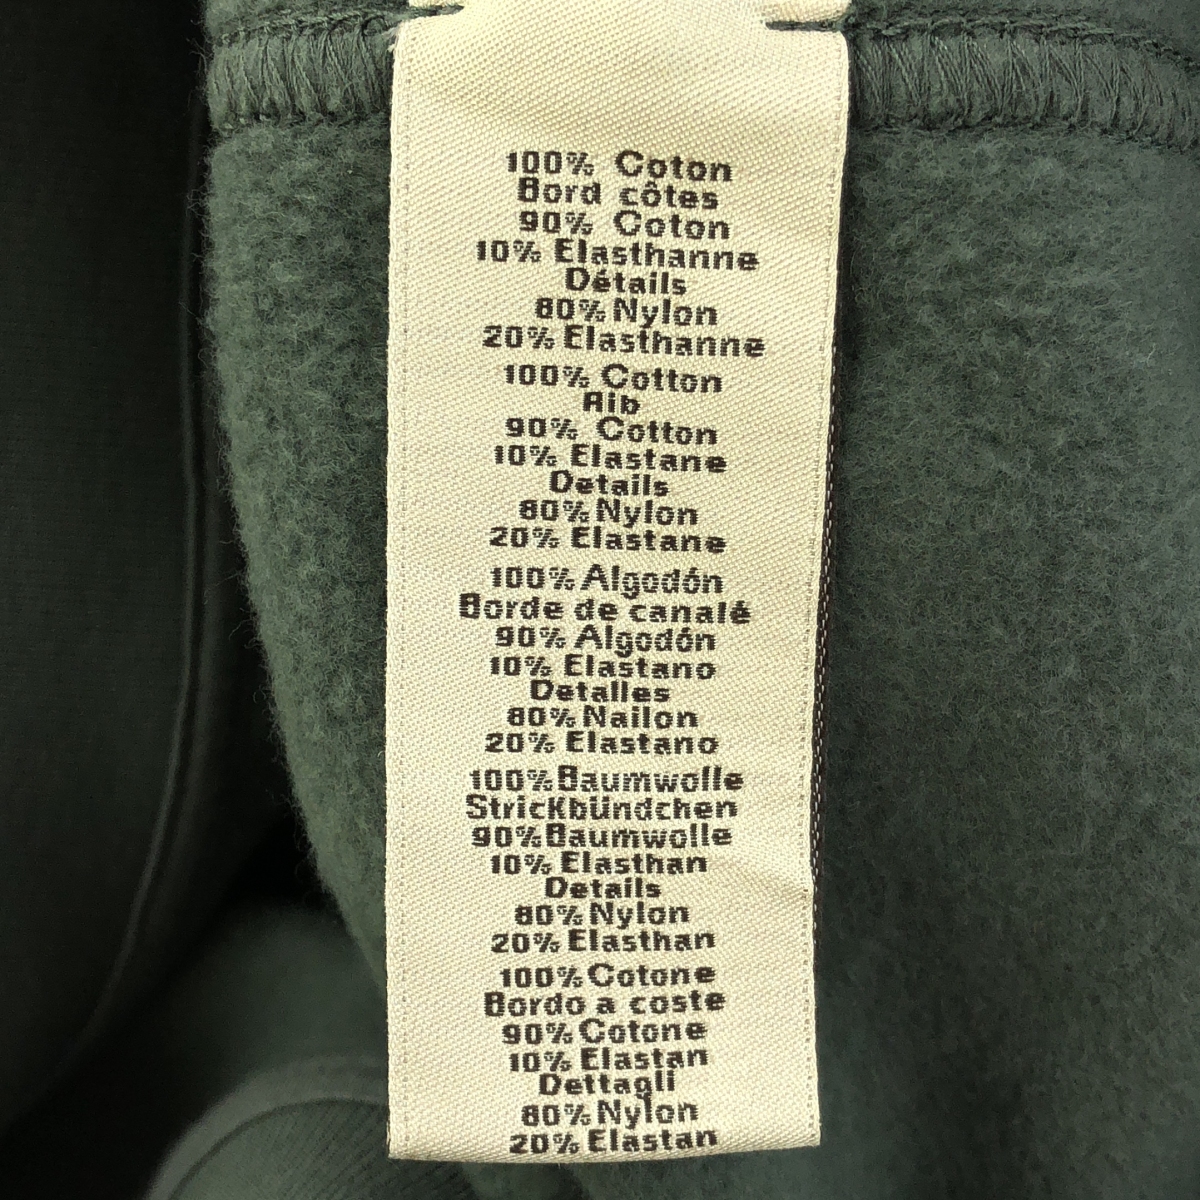 100% Coton
Bord côtes
90% Coton
10% Elasthanne
Détails
80% Nylon
20% Elasthanne
100% Cotton
Rib
90% Cotton
10% Elastane
Details
80% Nylon
20% Elastane
100% Algodón
Borde de canalé
90% Algodón
10% Elastano
Detalles
80% Nailon
20% Elastano
100% Baumwolle
Strickbündchen
90% Baumwolle
10% Elasthan
Details
80% Nylon
20% Elasthan
100% Cotone
Bordo a coste
90% Cotone
10% Elastan
Dettagli
80% Nylon
20% Elastan